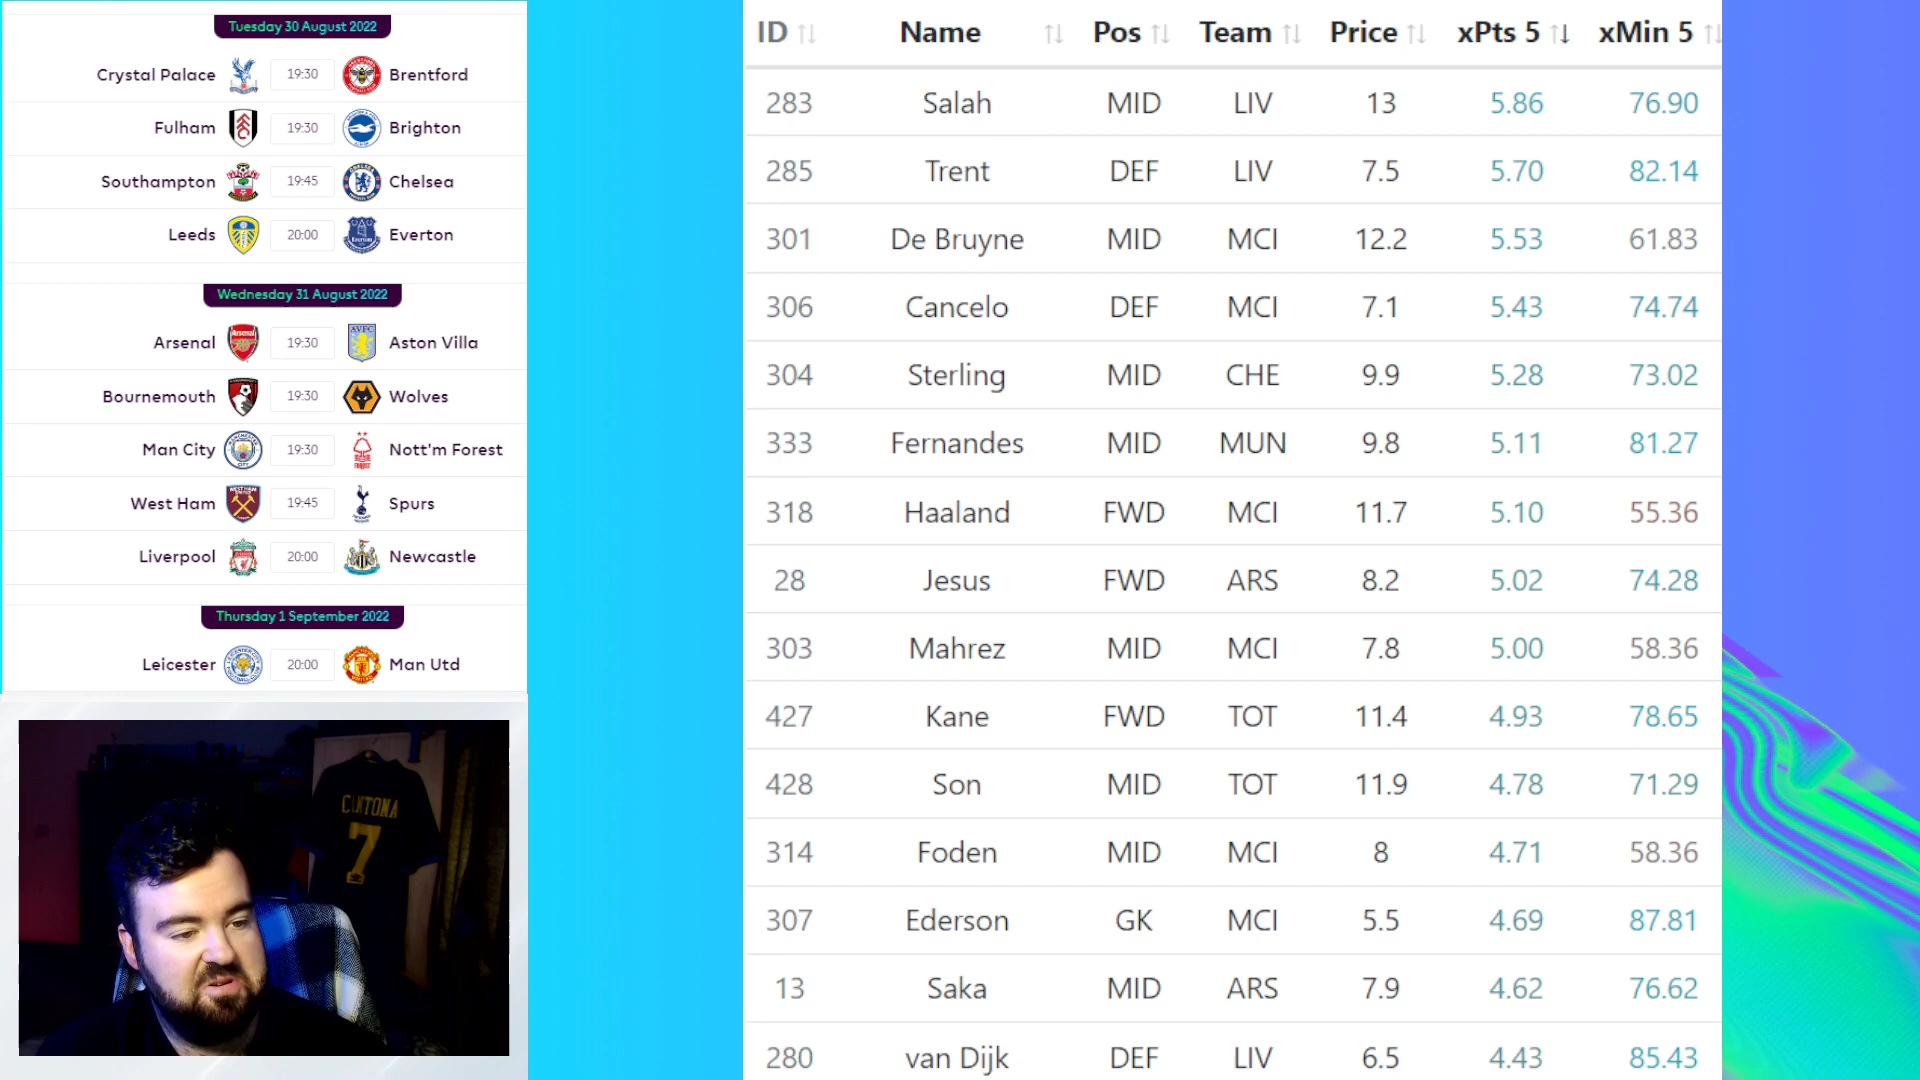 Tuesday 30 August 2022
Crystal Palace 19:30 Brentford
Fulham 19:30 Brighton
Southampton 19:45 Chelsea
Leeds 20:00 Everton
Wednesday 31 August 2022
Arsenal 19:30 Aston Villa
Bournemouth 19:30 Wolves
Man City 19:30 Nott'm Forest
West Ham 19:45 Spurs
Liverpool 20:00 Newcastle
Thursday 1 September 2022
Leicester 20:00 Man Utd
CANTONA
7
ID Name Pos Team Price xPts 5 xMin 5
283 Salah MID LIV 13 5.86 76.90
285 Trent DEF LIV 7.5 5.70 82.14
301 De Bruyne MID MCI 12.2 5.53 61.83
306 Cancelo DEF MCI 7.1 5.43 74.74
304 Sterling MID CHE 9.9 5.28 73.02
333 Fernandes MID MUN 9.8 5.11 81.27
318 Haaland FWD MCI 11.7 5.10 55.36
28 Jesus FWD ARS 8.2 5.02 74.28
303 Mahrez MID MCI 7.8 5.00 58.36
427 Kane FWD TOT 11.4 4.93 78.65
428 Son MID TOT 11.9 4.78 71.29
314 Foden MID MCI 8 4.71 58.36
307 Ederson GK MCI 5.5 4.69 87.81
13 Saka MID ARS 7.9 4.62 76.62
280 van Dijk DEF LIV 6.5 4.43 85.43